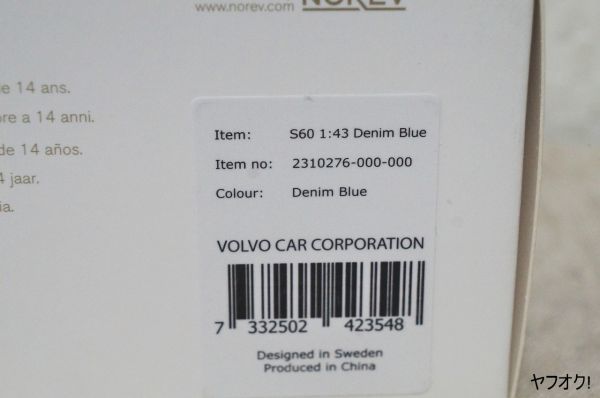 www.norev.com NOREV
de 14 ans.
ore a 14 anni.
de 14 años.
4 jaar.
ia.
Item: S60 1:43 Denim Blue
Item no: 2310276-000-000
Colour: Denim Blue
VOLVO CAR CORPORATION
7 332502 423548
Designed in Sweden
Produced in China
ヤフオク!